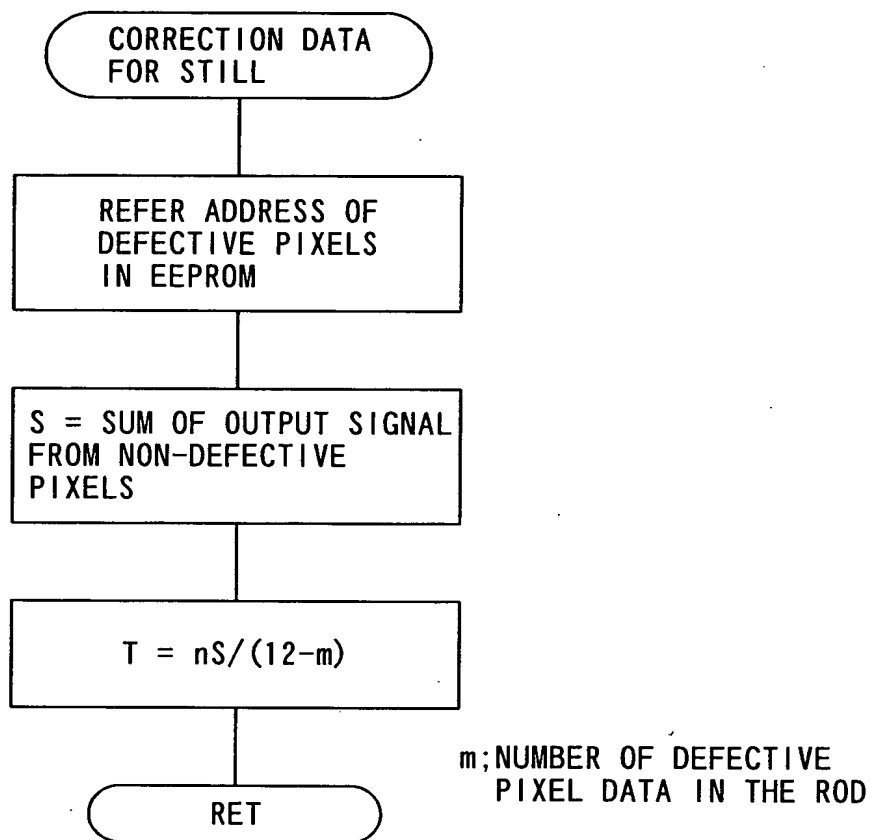 CORRECTION DATA
FOR STILL
REFER ADDRESS OF
DEFECTIVE PIXELS
IN EEPROM
S = SUM OF OUTPUT SIGNAL
FROM NON-DEFECTIVE
PIXELS
T = nS/(12-m)
RET
m;NUMBER OF DEFECTIVE
PIXEL DATA IN THE ROD